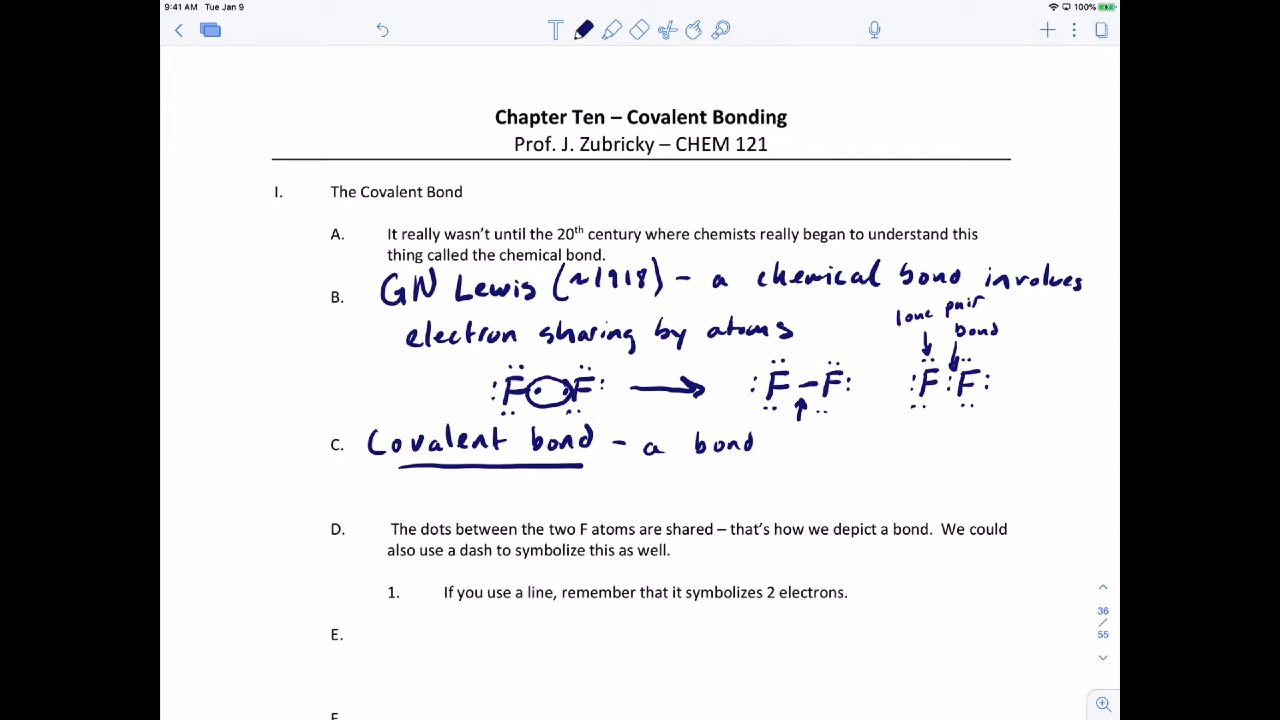 9:41 AM Tue Jan 9
100%
Chapter Ten – Covalent Bonding
Prof. J. Zubricky – CHEM 121
I. The Covalent Bond
A. It really wasn't until the 20th century where chemists really began to understand this
thing called the chemical bond.
B. GN Lewis (~1918) - a chemical bond involves
electron sharing by atoms
lone pair
bond
:F · · F: → :F – F: :F : F:
C. Covalent bond - a bond
D. The dots between the two F atoms are shared – that's how we depict a bond. We could
also use a dash to symbolize this as well.
1. If you use a line, remember that it symbolizes 2 electrons.
E.
36
/
55